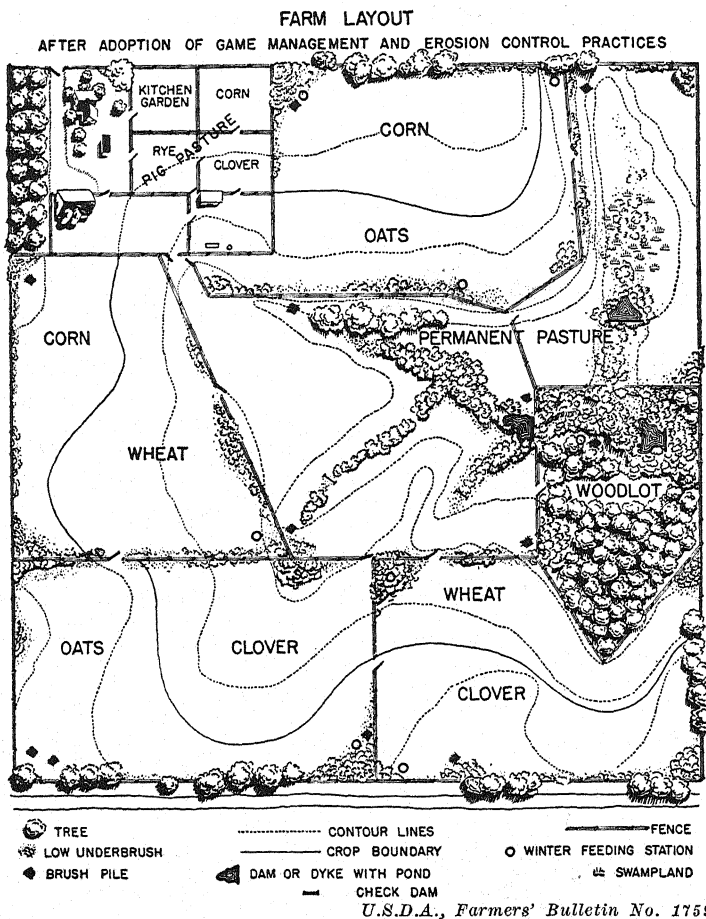 FARM LAYOUT
AFTER ADOPTION OF GAME MANAGEMENT AND EROSION CONTROL PRACTICES
KITCHEN GARDEN
CORN
RYE
PIG PASTURE
CLOVER
CORN
OATS
CORN
PERMANENT PASTURE
WHEAT
WOODLOT
WHEAT
OATS
CLOVER
CLOVER
TREE
CONTOUR LINES
FENCE
LOW UNDERBRUSH
CROP BOUNDARY
WINTER FEEDING STATION
BRUSH PILE
DAM OR DYKE WITH POND
SWAMPLAND
CHECK DAM
U.S.D.A., Farmers' Bulletin No. 175